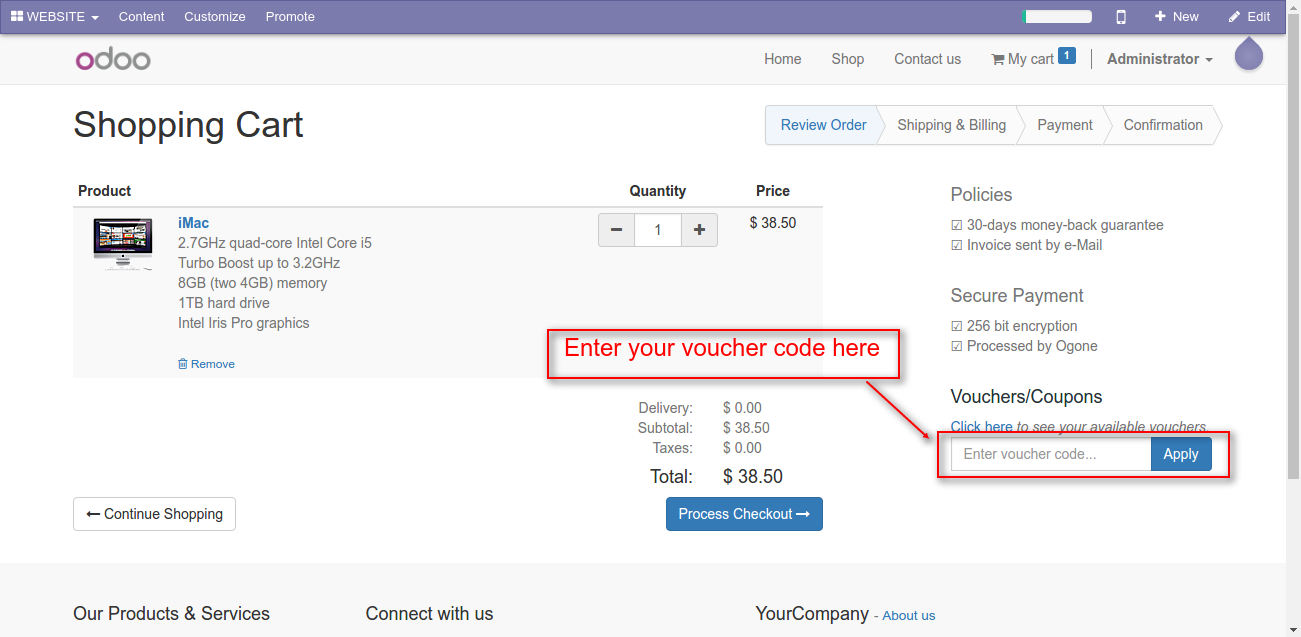 WEBSITE Content Customize Promote New Edit
odoo Home Shop Contact us My cart 1 Administrator
Shopping Cart
Review Order Shipping & Billing Payment Confirmation
Product Quantity Price
iMac 1 $ 38.50
2.7GHz quad-core Intel Core i5
Turbo Boost up to 3.2GHz
8GB (two 4GB) memory
1TB hard drive
Intel Iris Pro graphics
Remove
Enter your voucher code here
Delivery: $ 0.00
Subtotal: $ 38.50
Taxes: $ 0.00
Total: $ 38.50
Continue Shopping
Process Checkout
Policies
30-days money-back guarantee
Invoice sent by e-Mail
Secure Payment
256 bit encryption
Processed by Ogone
Vouchers/Coupons
Click here to see your available vouchers.
Enter voucher code... Apply
Our Products & Services Connect with us YourCompany - About us